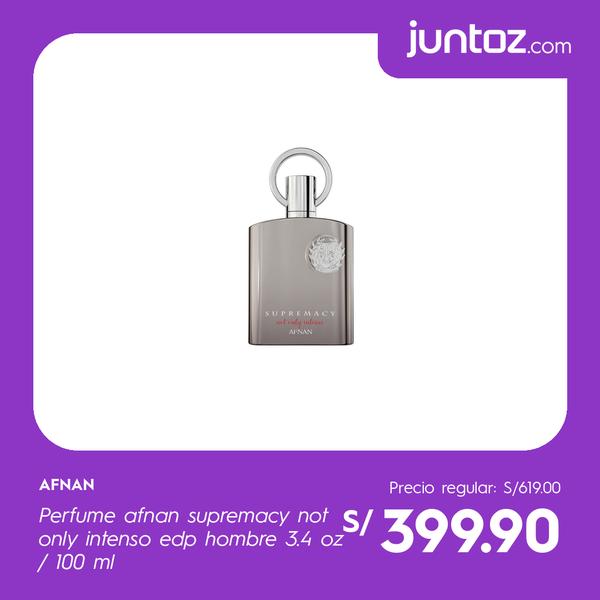 juntoz.com
SUPREMACY
not only intense
AFNAN
AFNAN
Precio regular: S/619.00
Perfume afnan supremacy not
only intenso edp hombre 3.4 oz
/ 100 ml
S/ 399.90